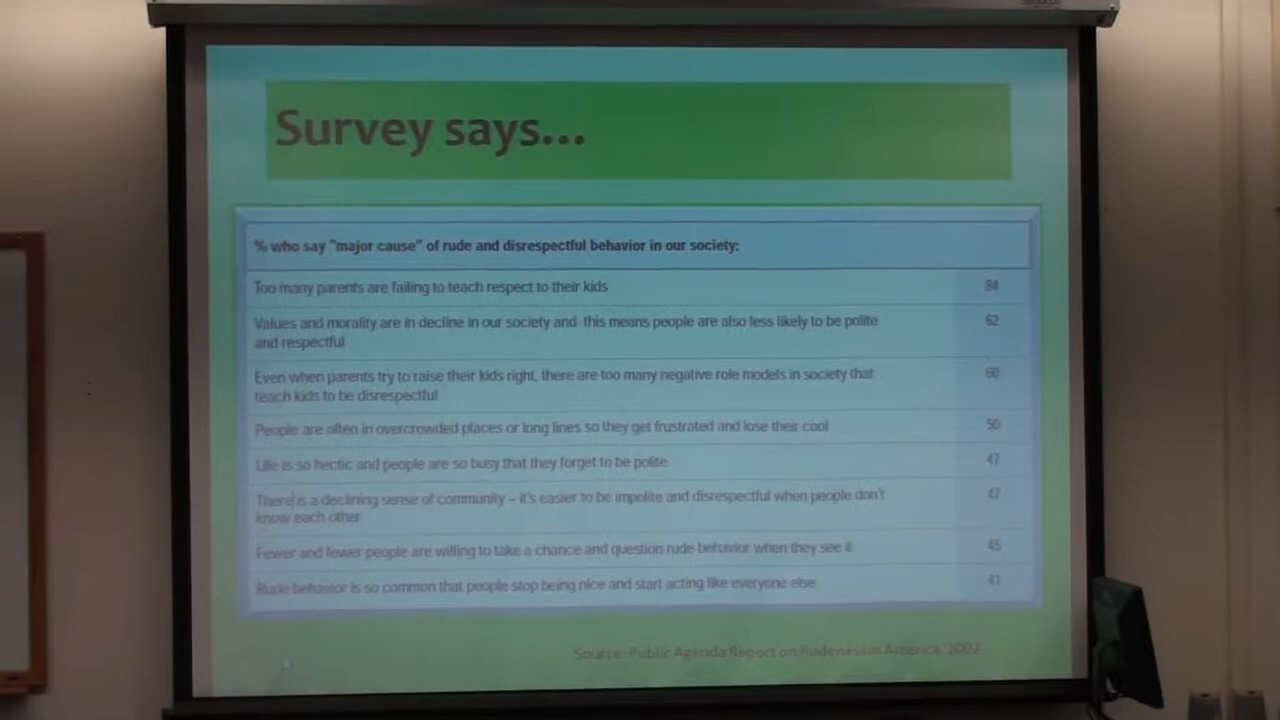 Survey says...
% who say "major cause" of rude and disrespectful behavior in our society:
Too many parents are failing to teach respect to their kids 84
Values and morality are in decline in our society and this means people are also less likely to be polite 62
and respectful
Even when parents try to raise their kids right, there are too many negative role models in society that 60
teach kids to be disrespectful
People are often in overcrowded places or long lines so they get frustrated and lose their cool 50
Life is so hectic and people are so busy that they forget to be polite 47
There is a declining sense of community – it's easier to be impolite and disrespectful when people don't 47
know each other
Fewer and fewer people are willing to take a chance and question rude behavior when they see it 45
Rude behavior is so common that people stop being nice and start acting like everyone else
Source: Public Agenda Report on Rudeness in America, 2002